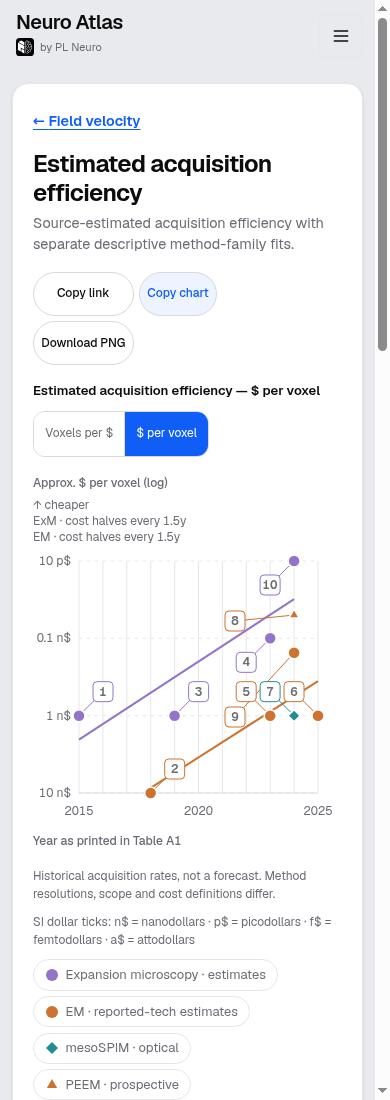 Neuro Atlas
by PL Neuro
← Field velocity
Estimated acquisition
efficiency
Source-estimated acquisition efficiency with
separate descriptive method-family fits.
Copy link
Copy chart
Download PNG
Estimated acquisition efficiency — $ per voxel
Voxels per $
$ per voxel
Approx. $ per voxel (log)
↑ cheaper
ExM · cost halves every 1.5y
EM · cost halves every 1.5y
10 p$
0.1 n$
1 n$
10 n$
10
8
4
1
3
5
7
6
9
2
2015
2020
2025
Year as printed in Table A1
Historical acquisition rates, not a forecast. Method
resolutions, scope and cost definitions differ.
SI dollar ticks: n$ = nanodollars · p$ = picodollars · f$ =
femtodollars · a$ = attodollars
Expansion microscopy · estimates
EM · reported-tech estimates
mesoSPIM · optical
PEEM · prospective